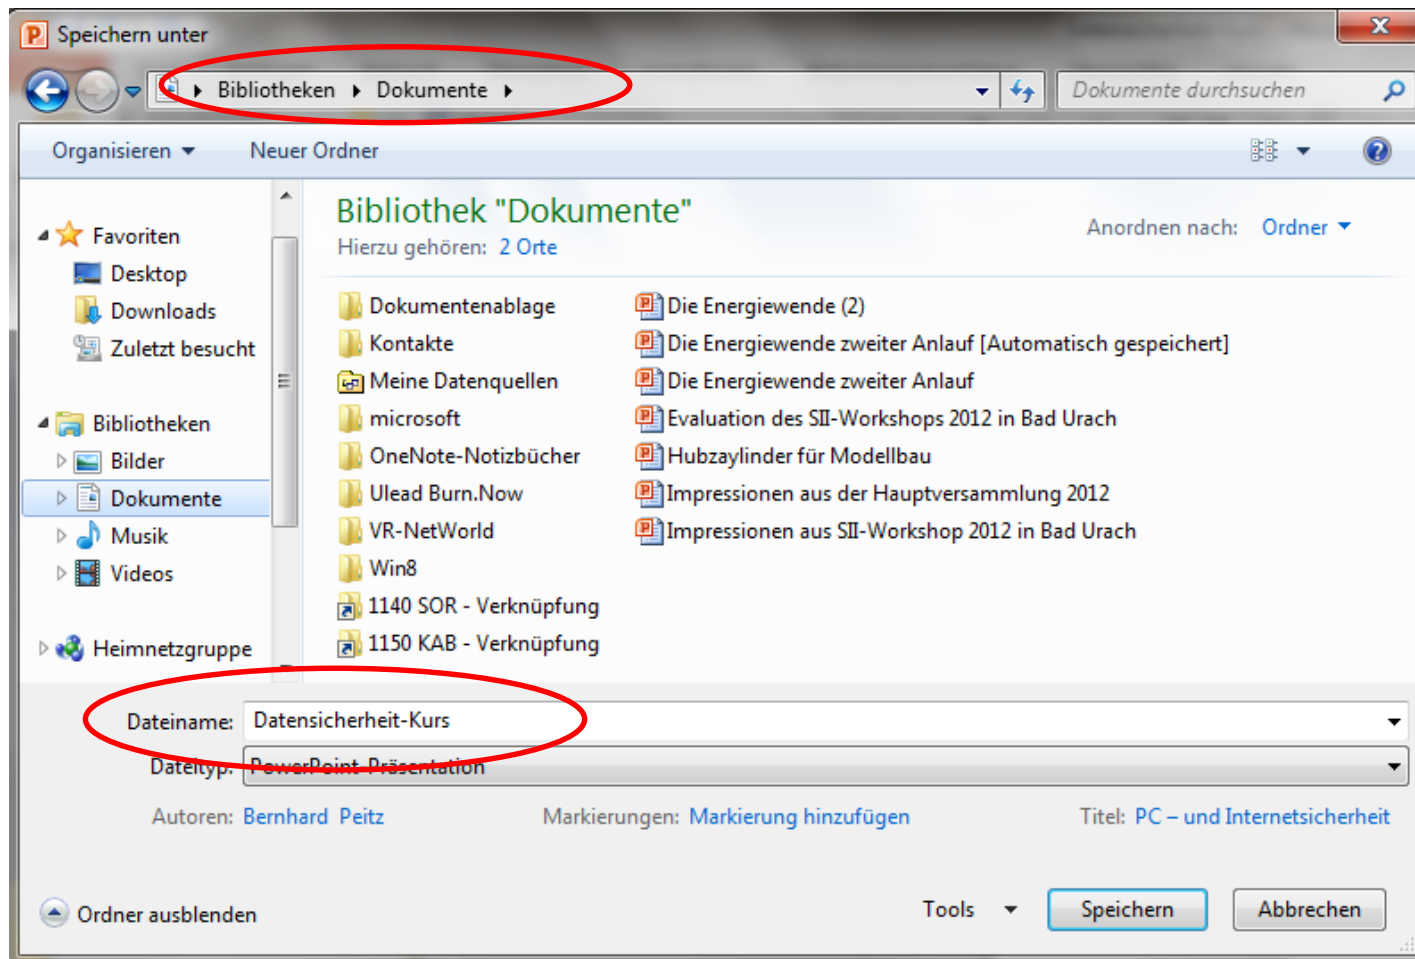 Speichern unter
Bibliotheken Dokumente
Dokumente durchsuchen
Organisieren Neuer Ordner
Bibliothek "Dokumente"
Hierzu gehören: 2 Orte
Anordnen nach: Ordner
Favoriten
Desktop
Downloads
Zuletzt besucht
Bibliotheken
Bilder
Dokumente
Musik
Videos
Heimnetzgruppe
Dokumentenablage
Kontakte
Meine Datenquellen
microsoft
OneNote-Notizbücher
Ulead Burn.Now
VR-NetWorld
Win8
1140 SOR - Verknüpfung
1150 KAB - Verknüpfung
Die Energiewende (2)
Die Energiewende zweiter Anlauf [Automatisch gespeichert]
Die Energiewende zweiter Anlauf
Evaluation des SII-Workshops 2012 in Bad Urach
Hubzaylinder für Modellbau
Impressionen aus der Hauptversammlung 2012
Impressionen aus SII-Workshop 2012 in Bad Urach
Dateiname: Datensicherheit-Kurs
Dateityp: PowerPoint-Präsentation
Autoren: Bernhard Peitz Markierungen: Markierung hinzufügen Titel: PC – und Internetsicherheit
Ordner ausblenden Tools Speichern Abbrechen